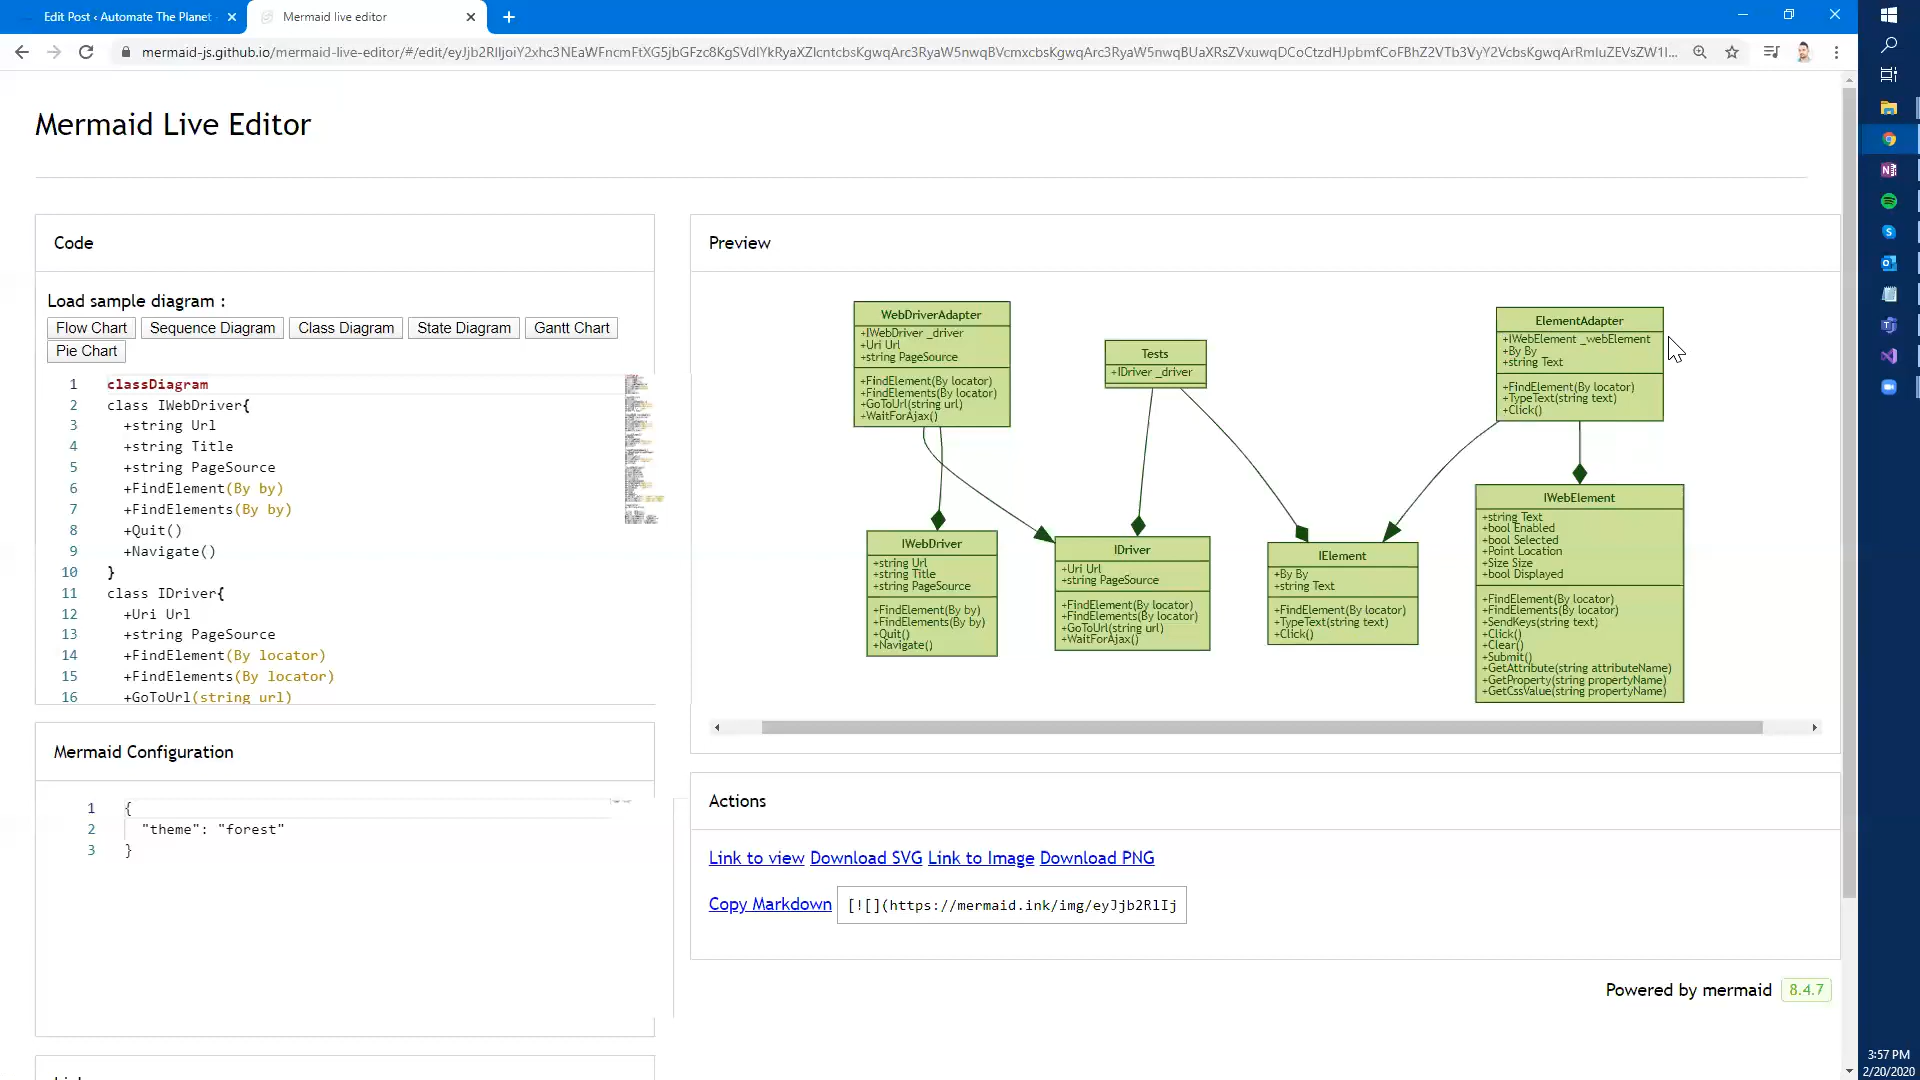 Edit Post ‹ Automate The Planet
Mermaid live editor
Mermaid Live Editor
Code
Load sample diagram :
Flow Chart
Sequence Diagram
Class Diagram
State Diagram
Gantt Chart
Pie Chart
1 classDiagram
2 class IWebDriver{
3 +string Url
4 +string Title
5 +string PageSource
6 +FindElement(By by)
7 +FindElements(By by)
8 +Quit()
9 +Navigate()
10 }
11 class IDriver{
12 +Uri Url
13 +string PageSource
14 +FindElement(By locator)
15 +FindElements(By locator)
16 +GoToUrl(string url)
Mermaid Configuration
1 {
2 "theme": "forest"
3 }
Preview
WebDriverAdapter
+IWebDriver _driver
+Uri Url
+string PageSource
+FindElement(By locator)
+FindElements(By locator)
+GoToUrl(string url)
+WaitForAjax()
Tests
+IDriver _driver
ElementAdapter
+IWebElement _webElement
+By By
+string Text
+FindElement(By locator)
+TypeText(string text)
+Click()
IWebDriver
+string Url
+string Title
+string PageSource
+FindElement(By by)
+FindElements(By by)
+Quit()
+Navigate()
IDriver
+Uri Url
+string PageSource
+FindElement(By locator)
+FindElements(By locator)
+GoToUrl(string url)
+WaitForAjax()
IElement
+By By
+string Text
+FindElement(By locator)
+TypeText(string text)
+Click()
IWebElement
+string Text
+bool Enabled
+bool Selected
+Point Location
+Size Size
+bool Displayed
+FindElement(By locator)
+FindElements(By locator)
+SendKeys(string text)
+Click()
+Clear()
+Submit()
+GetAttribute(string attributeName)
+GetProperty(string propertyName)
+GetCssValue(string propertyName)
Actions
Link to view Download SVG Link to Image Download PNG
Copy Markdown [![](https://mermaid.ink/img/eyJjb2RlIj
Powered by mermaid 8.4.7
3:57 PM
2/20/2020